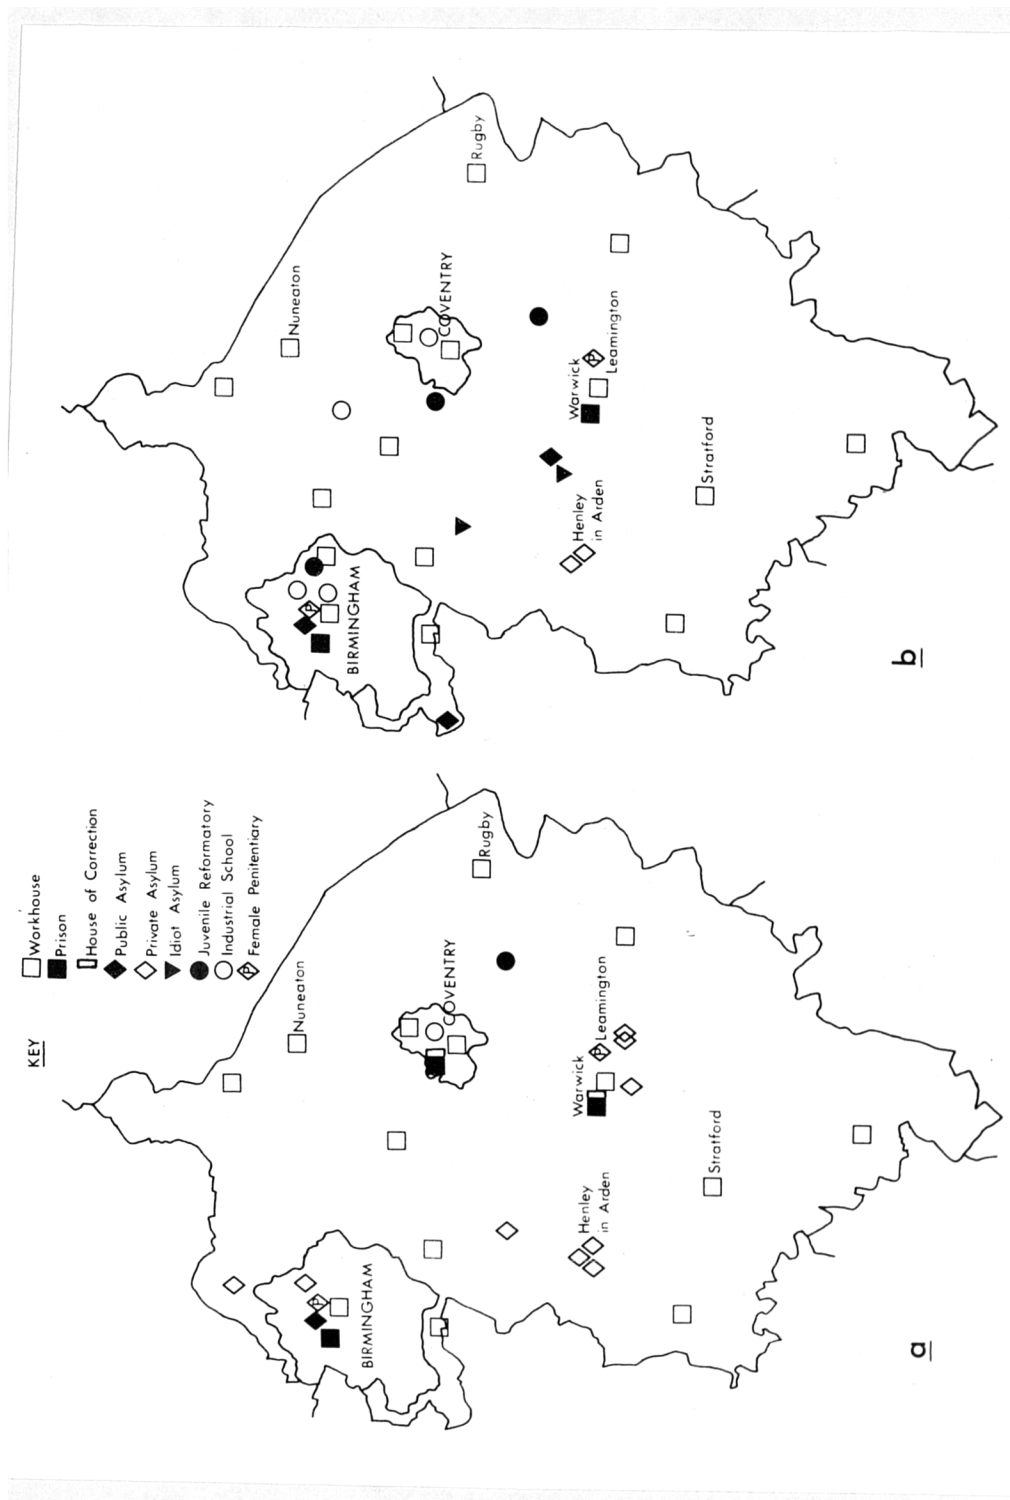 KEY
Workhouse
Prison
House of Correction
Public Asylum
Private Asylum
Idiot Asylum
Juvenile Reformatory
Industrial School
P Female Penitentiary
Nuneaton
Rugby
COVENTRY
BIRMINGHAM
P
Warwick
P Leamington
Henley
in Arden
Stratford
a
Nuneaton
Rugby
COVENTRY
BIRMINGHAM
P
Warwick
P
Leamington
Henley
in Arden
Stratford
b